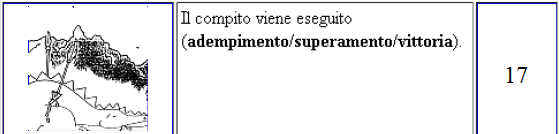 Il compito viene eseguito
(adempimento/superamento/vittoria).
17